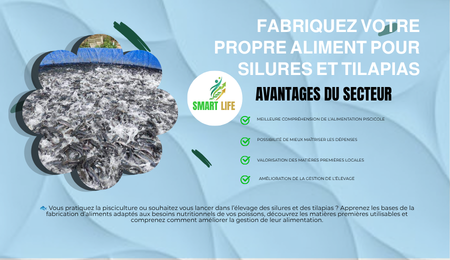 FABRIQUEZ VOTRE
PROPRE ALIMENT POUR
SILURES ET TILAPIAS
SMART LIFE
AVANTAGES DU SECTEUR
MEILLEURE COMPRÉHENSION DE L'ALIMENTATION PISCICOLE
POSSIBILITÉ DE MIEUX MAÎTRISER LES DÉPENSES
VALORISATION DES MATIÈRES PREMIÈRES LOCALES
AMÉLIORATION DE LA GESTION DE L'ÉLEVAGE
Vous pratiquez la pisciculture ou souhaitez vous lancer dans l'élevage des silures et des tilapias ? Apprenez les bases de la
fabrication d'aliments adaptés aux besoins nutritionnels de vos poissons, découvrez les matières premières utilisables et
comprenez comment améliorer la gestion de leur alimentation.